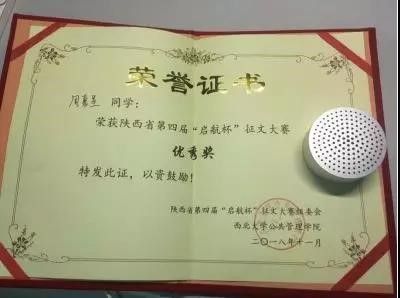 荣誉证书
同学：
荣获陕西省第四届“启航杯”征文大赛
优秀奖
特发此证，以资鼓励！
陕西省第四届“启航杯”征文大赛组委会
西北大学公共管理学院
二〇一八年十一月